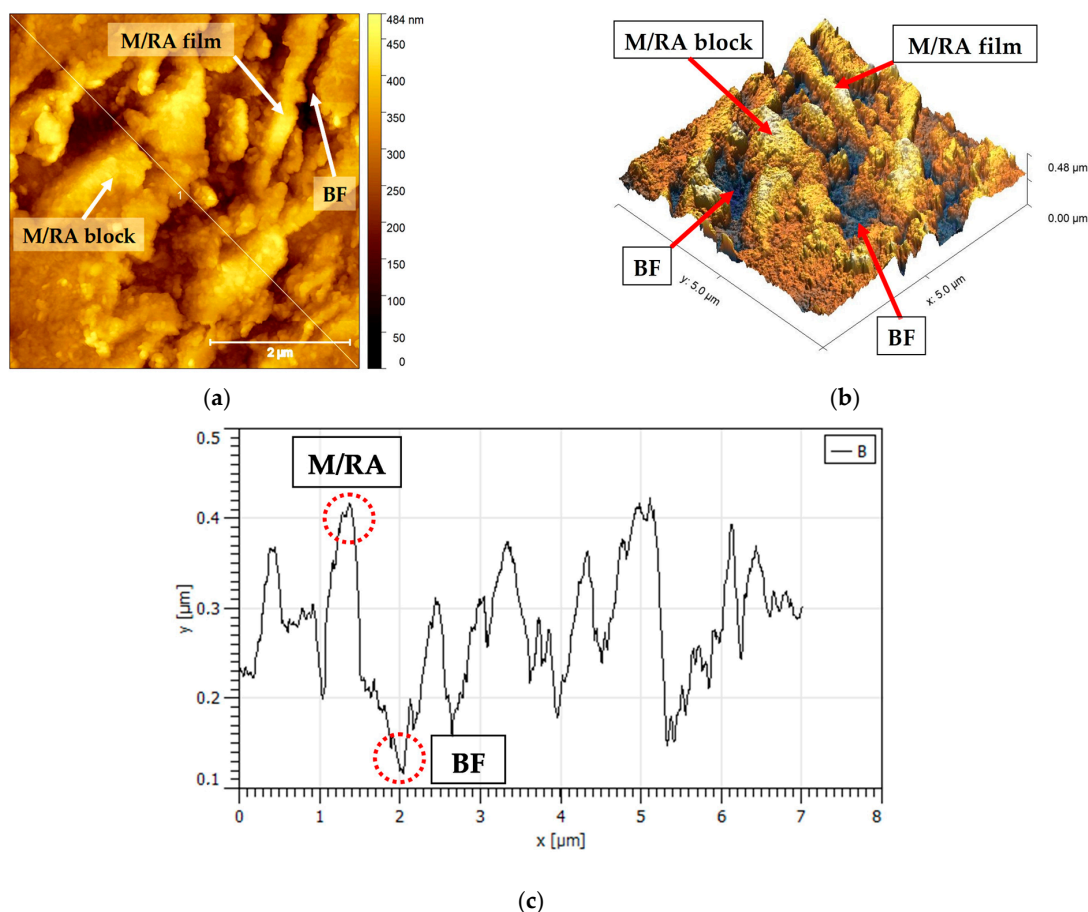 484 nm
450
400
350
300
250
200
150
100
50
0
M/RA film
BF
1
M/RA block
2 μm
(a)
M/RA block
M/RA film
0.48 μm
0.00 μm
BF
y: 5.0 μm
x: 5.0 μm
BF
(b)
0.5
0.4
0.3
0.2
0.1
y [μm]
M/RA
B
BF
0 1 2 3 4 5 6 7 8
x [μm]
(c)